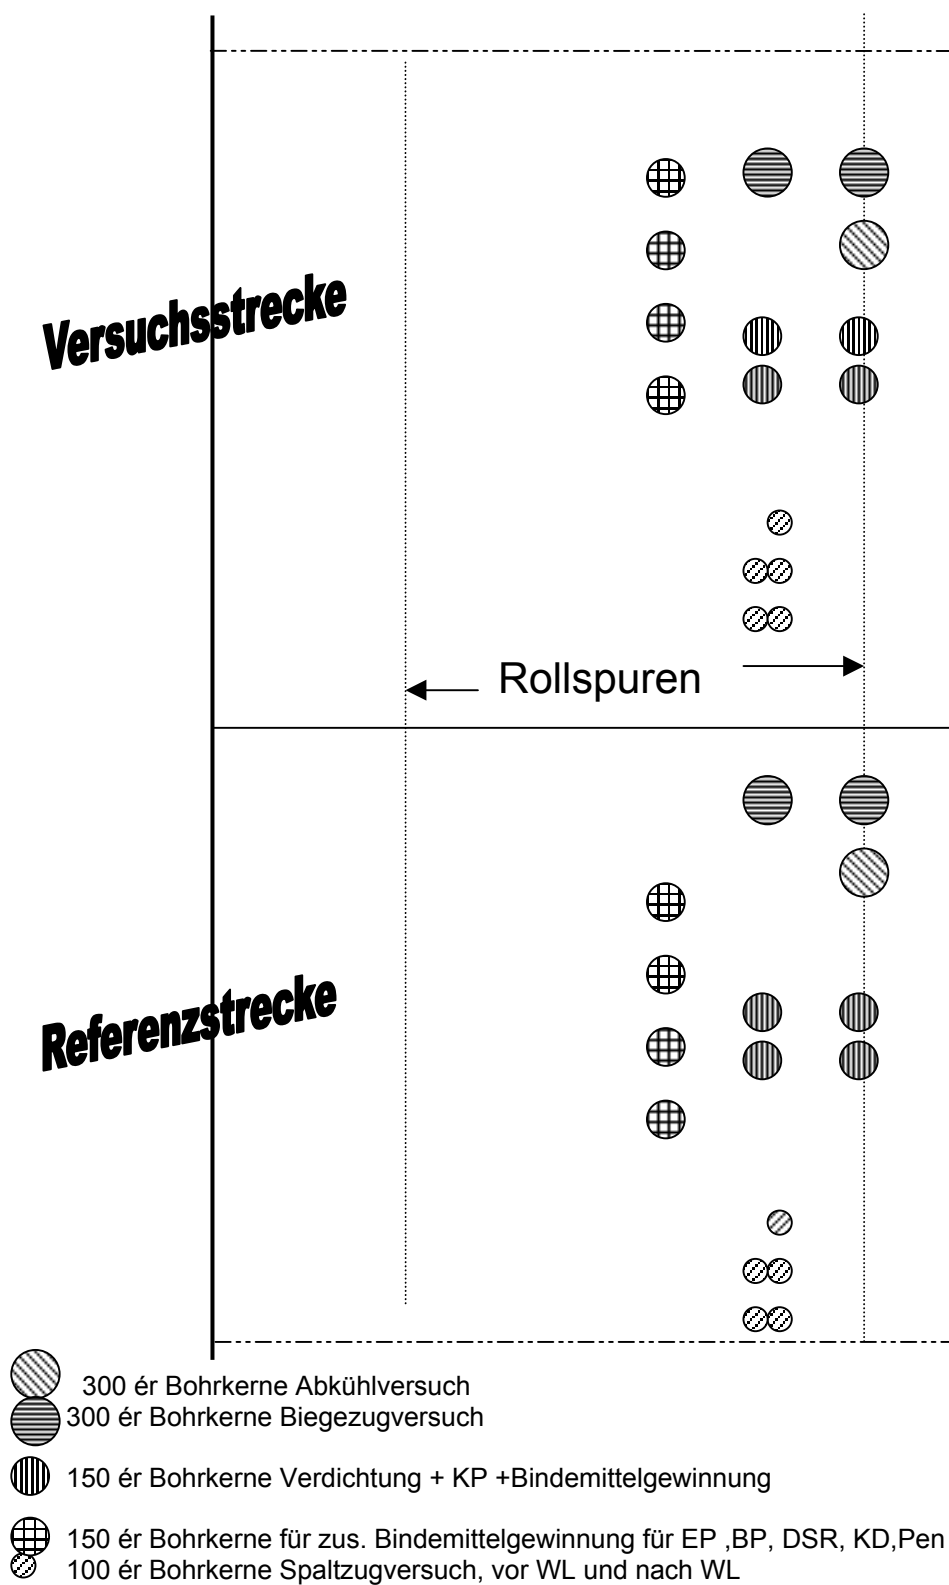 Versuchsstrecke
Rollspuren
Referenzstrecke
300 ér Bohrkerne Abkühlversuch
300 ér Bohrkerne Biegezugversuch
150 ér Bohrkerne Verdichtung + KP +Bindemittelgewinnung
150 ér Bohrkerne für zus. Bindemittelgewinnung für EP ,BP, DSR, KD,Pen
100 ér Bohrkerne Spaltzugversuch, vor WL und nach WL